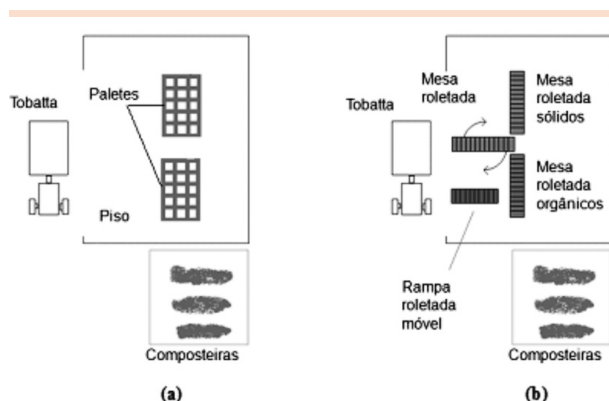 Tobatta
Paletes
Piso
Composteiras
(a)
Mesa
roletada
Tobatta
Mesa
roletada
sólidos
Mesa
roletada
orgânicos
Rampa
roletada
móvel
Composteiras
(b)